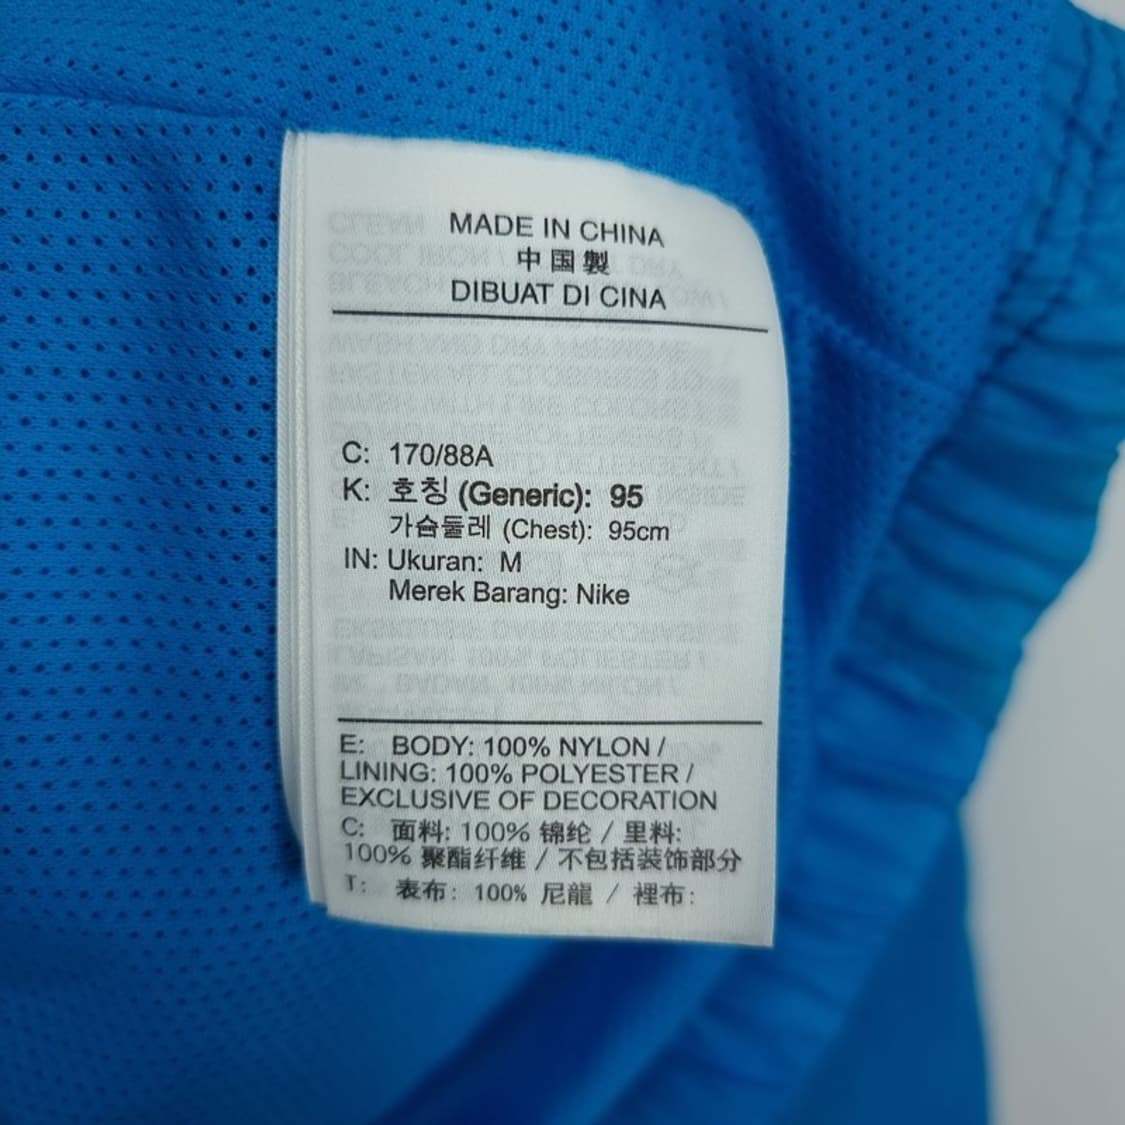 MADE IN CHINA
中国製
DIBUAT DI CINA
C: 170/88A
K: 호칭 (Generic): 95
가슴둘레 (Chest): 95cm
IN: Ukuran: M
Merek Barang: Nike
E: BODY: 100% NYLON /
LINING: 100% POLYESTER /
EXCLUSIVE OF DECORATION
C: 面料: 100% 锦纶 / 里料:
100% 聚酯纤维 / 不包括装饰部分
T: 表布: 100% 尼龍 / 裡布: